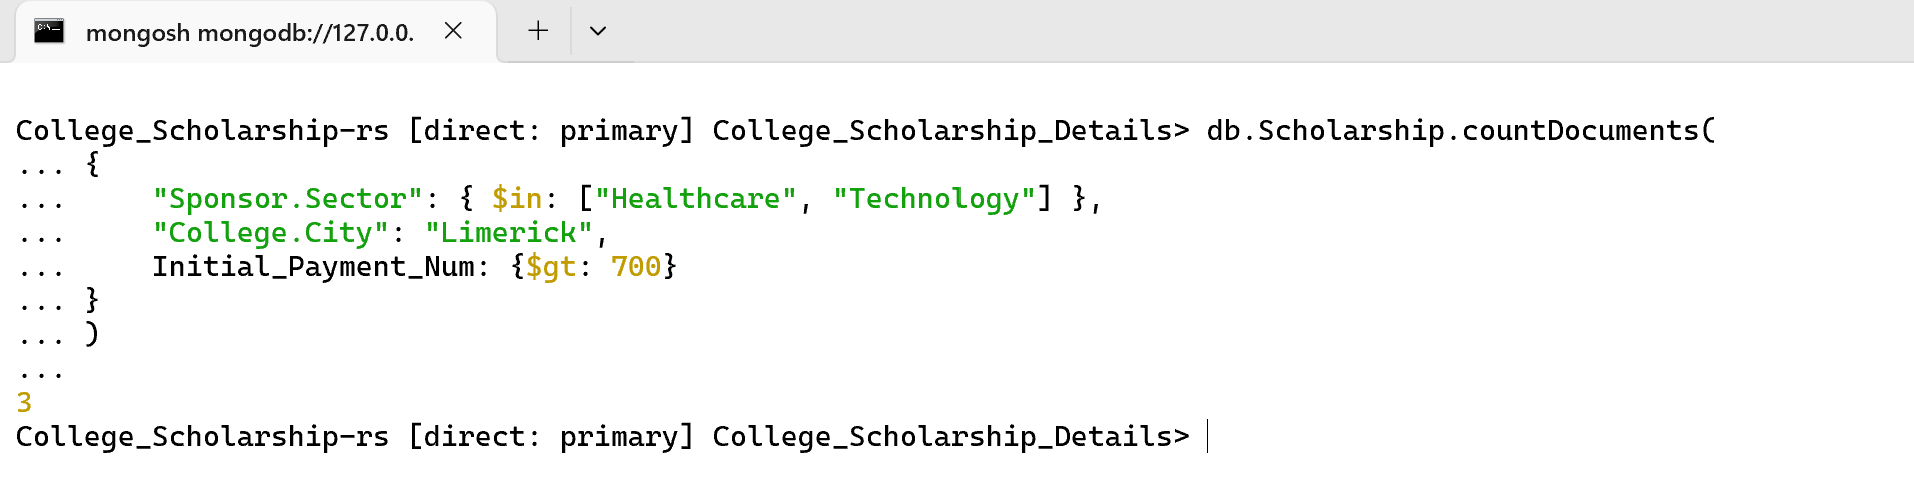 mongosh mongodb://127.0.0.
College_Scholarship-rs [direct: primary] College_Scholarship_Details> db.Scholarship.countDocuments(
... {
...     "Sponsor.Sector": { $in: ["Healthcare", "Technology"] },
...     "College.City": "Limerick",
...     Initial_Payment_Num: {$gt: 700}
... }
... )
...
3
College_Scholarship-rs [direct: primary] College_Scholarship_Details>